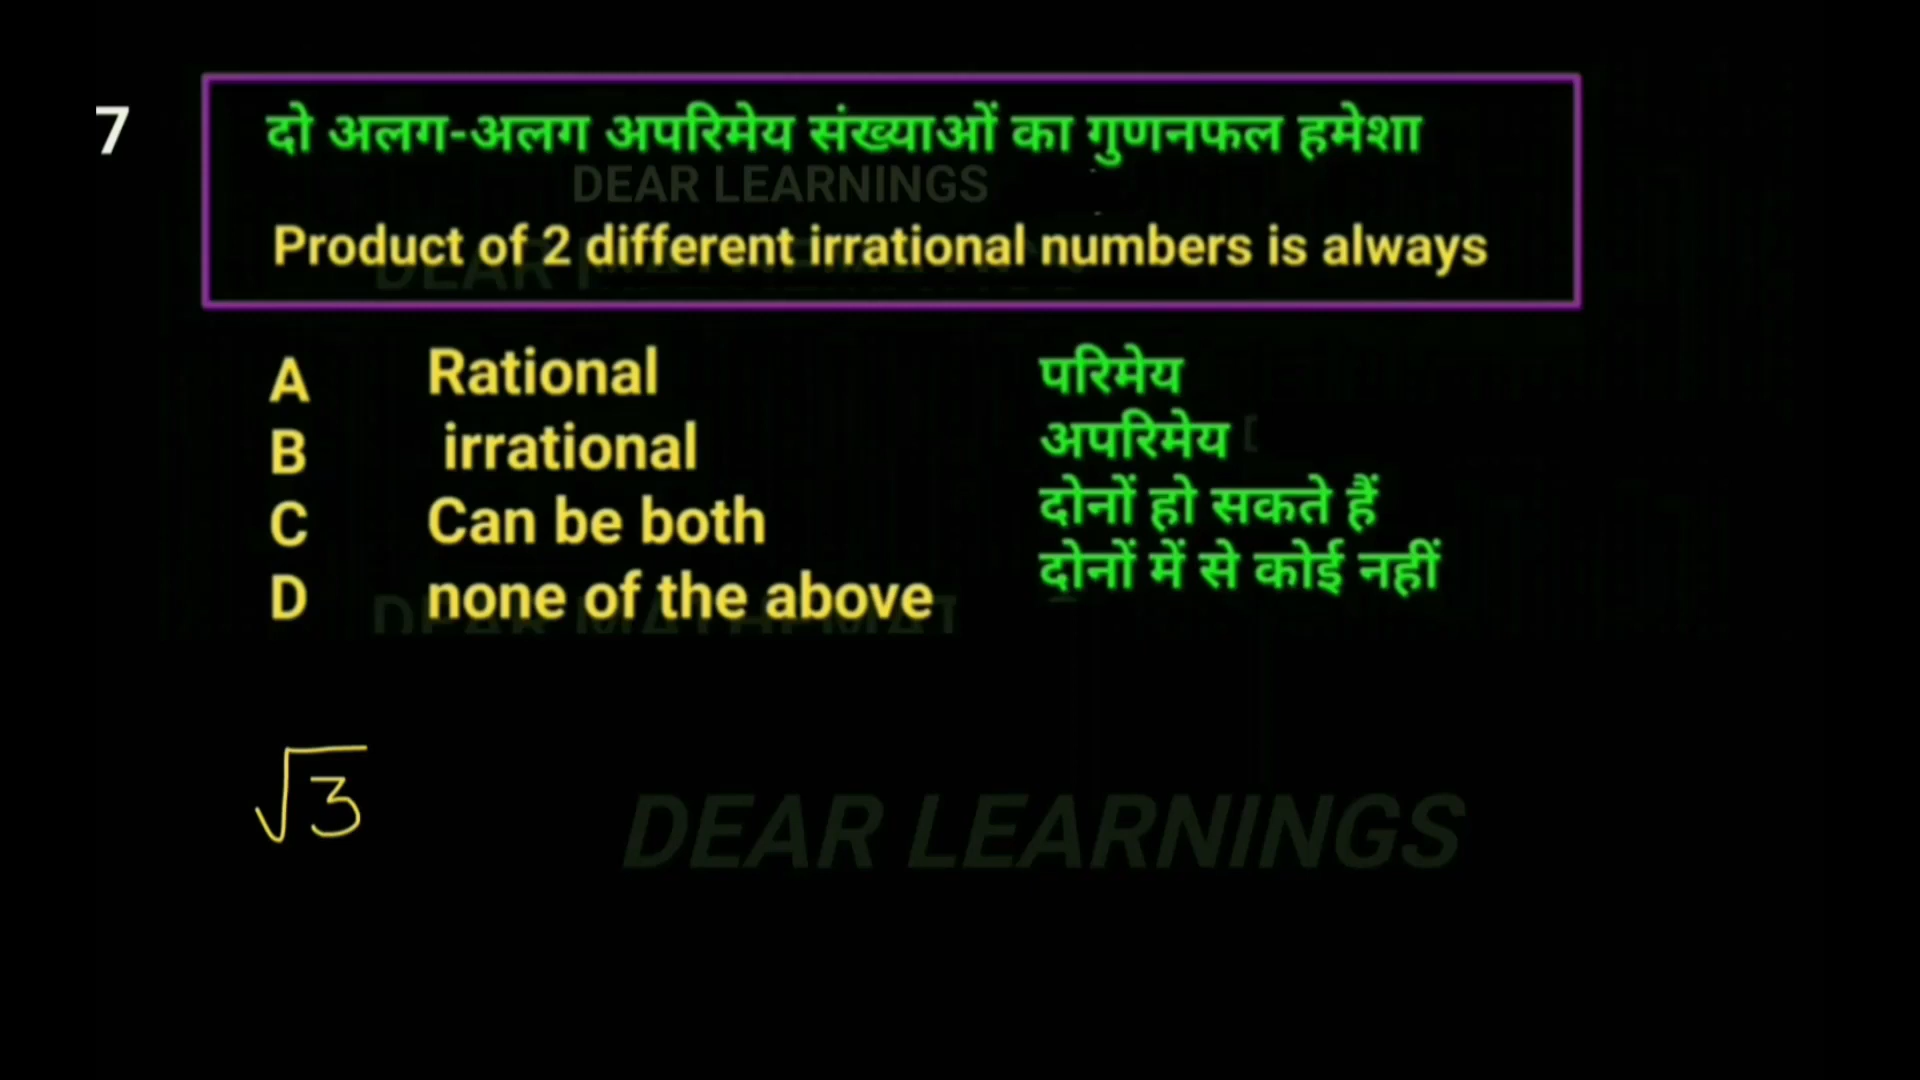 7
दो अलग-अलग अपरिमेय संख्याओं का गुणनफल हमेशा
DEAR LEARNINGS
Product of 2 different irrational numbers is always
A Rational परिमेय
B irrational अपरिमेय
C Can be both दोनों हो सकते हैं
D none of the above दोनों में से कोई नहीं
√3
DEAR LEARNINGS